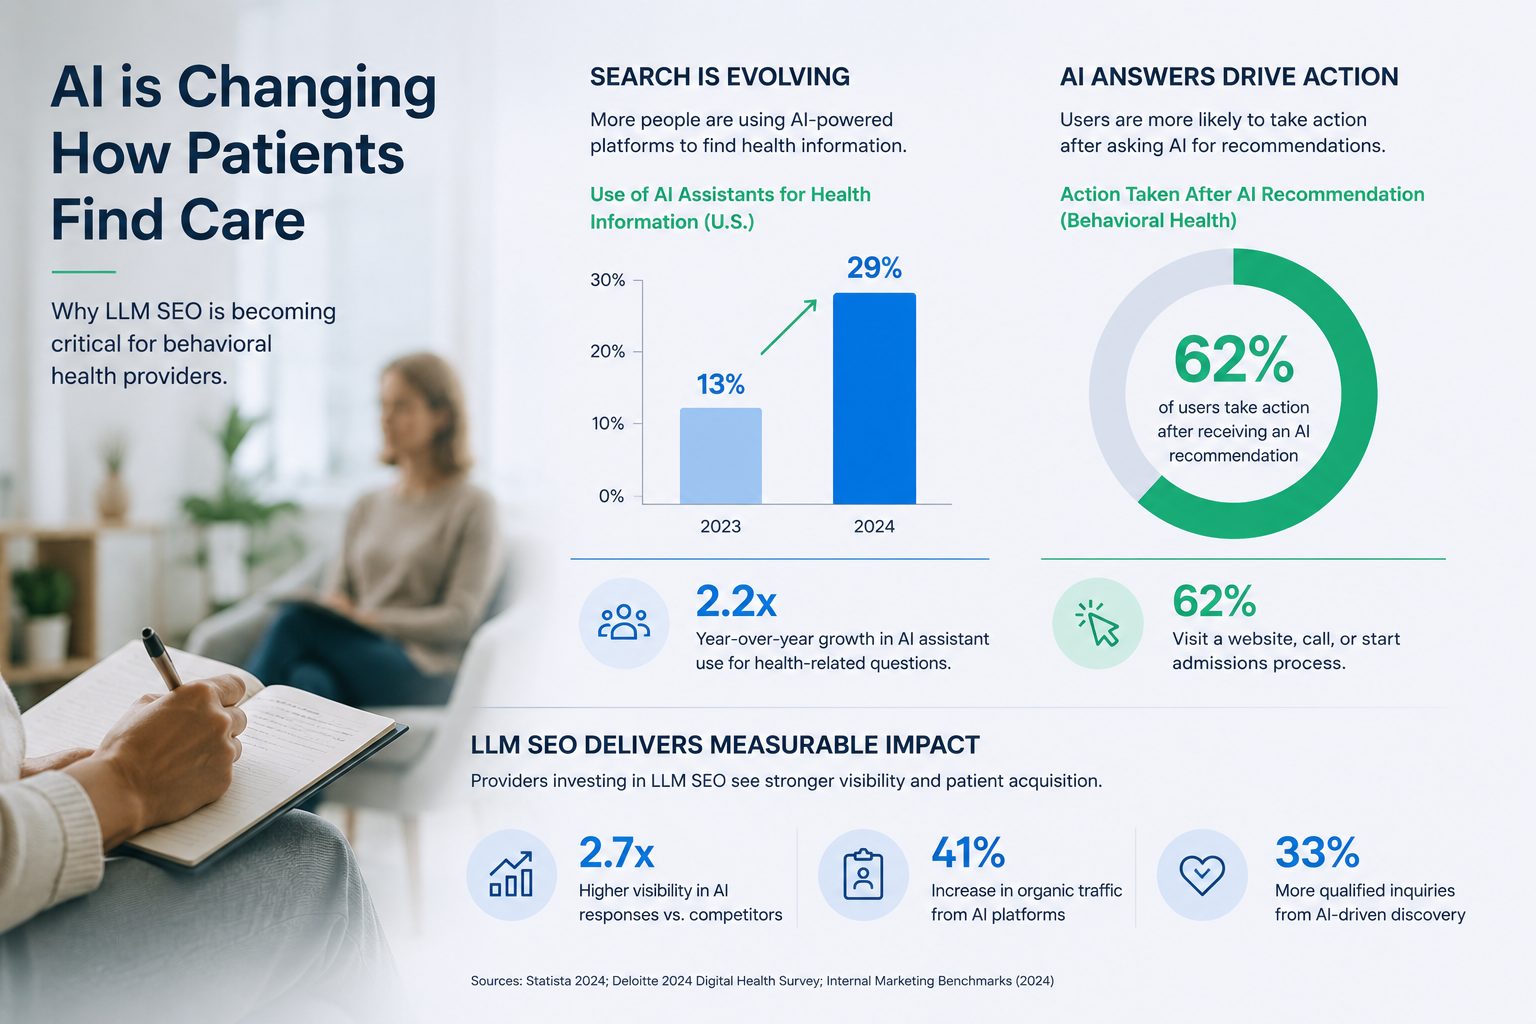 AI is Changing
How Patients
Find Care
Why LLM SEO is becoming
critical for behavioral
health providers.
SEARCH IS EVOLVING
More people are using AI-powered
platforms to find health information.
Use of AI Assistants for Health
Information (U.S.)
30%
20%
10%
0%
13%
29%
2023
2024
2.2x
Year-over-year growth in AI assistant
use for health-related questions.
AI ANSWERS DRIVE ACTION
Users are more likely to take action
after asking AI for recommendations.
Action Taken After AI Recommendation
(Behavioral Health)
62%
of users take action
after receiving an AI
recommendation
62%
Visit a website, call, or start
admissions process.
LLM SEO DELIVERS MEASURABLE IMPACT
Providers investing in LLM SEO see stronger visibility and patient acquisition.
2.7x
Higher visibility in AI
responses vs. competitors
41%
Increase in organic traffic
from AI platforms
33%
More qualified inquiries
from AI-driven discovery
Sources: Statista 2024; Deloitte 2024 Digital Health Survey; Internal Marketing Benchmarks (2024)